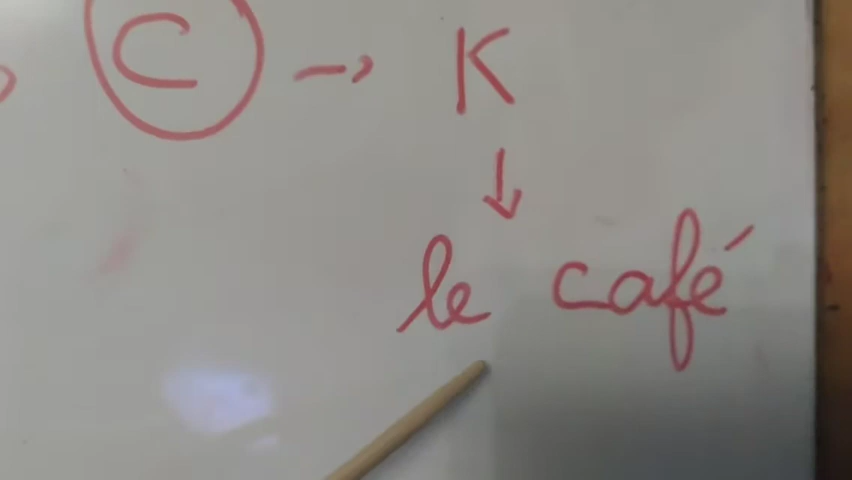 C → K
↓
le café